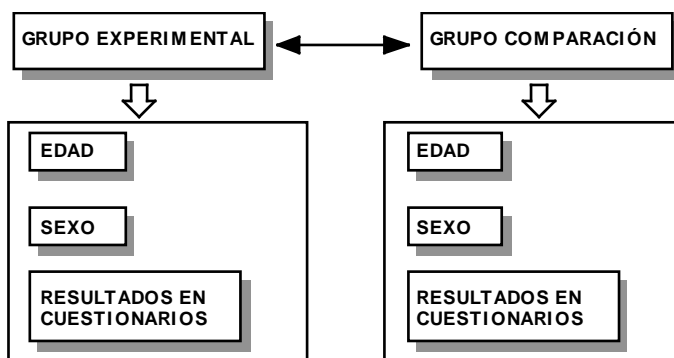 GRUPO EXPERIMENTAL
GRUPO COMPARACIÓN
EDAD
SEXO
RESULTADOS EN
CUESTIONARIOS
EDAD
SEXO
RESULTADOS EN
CUESTIONARIOS